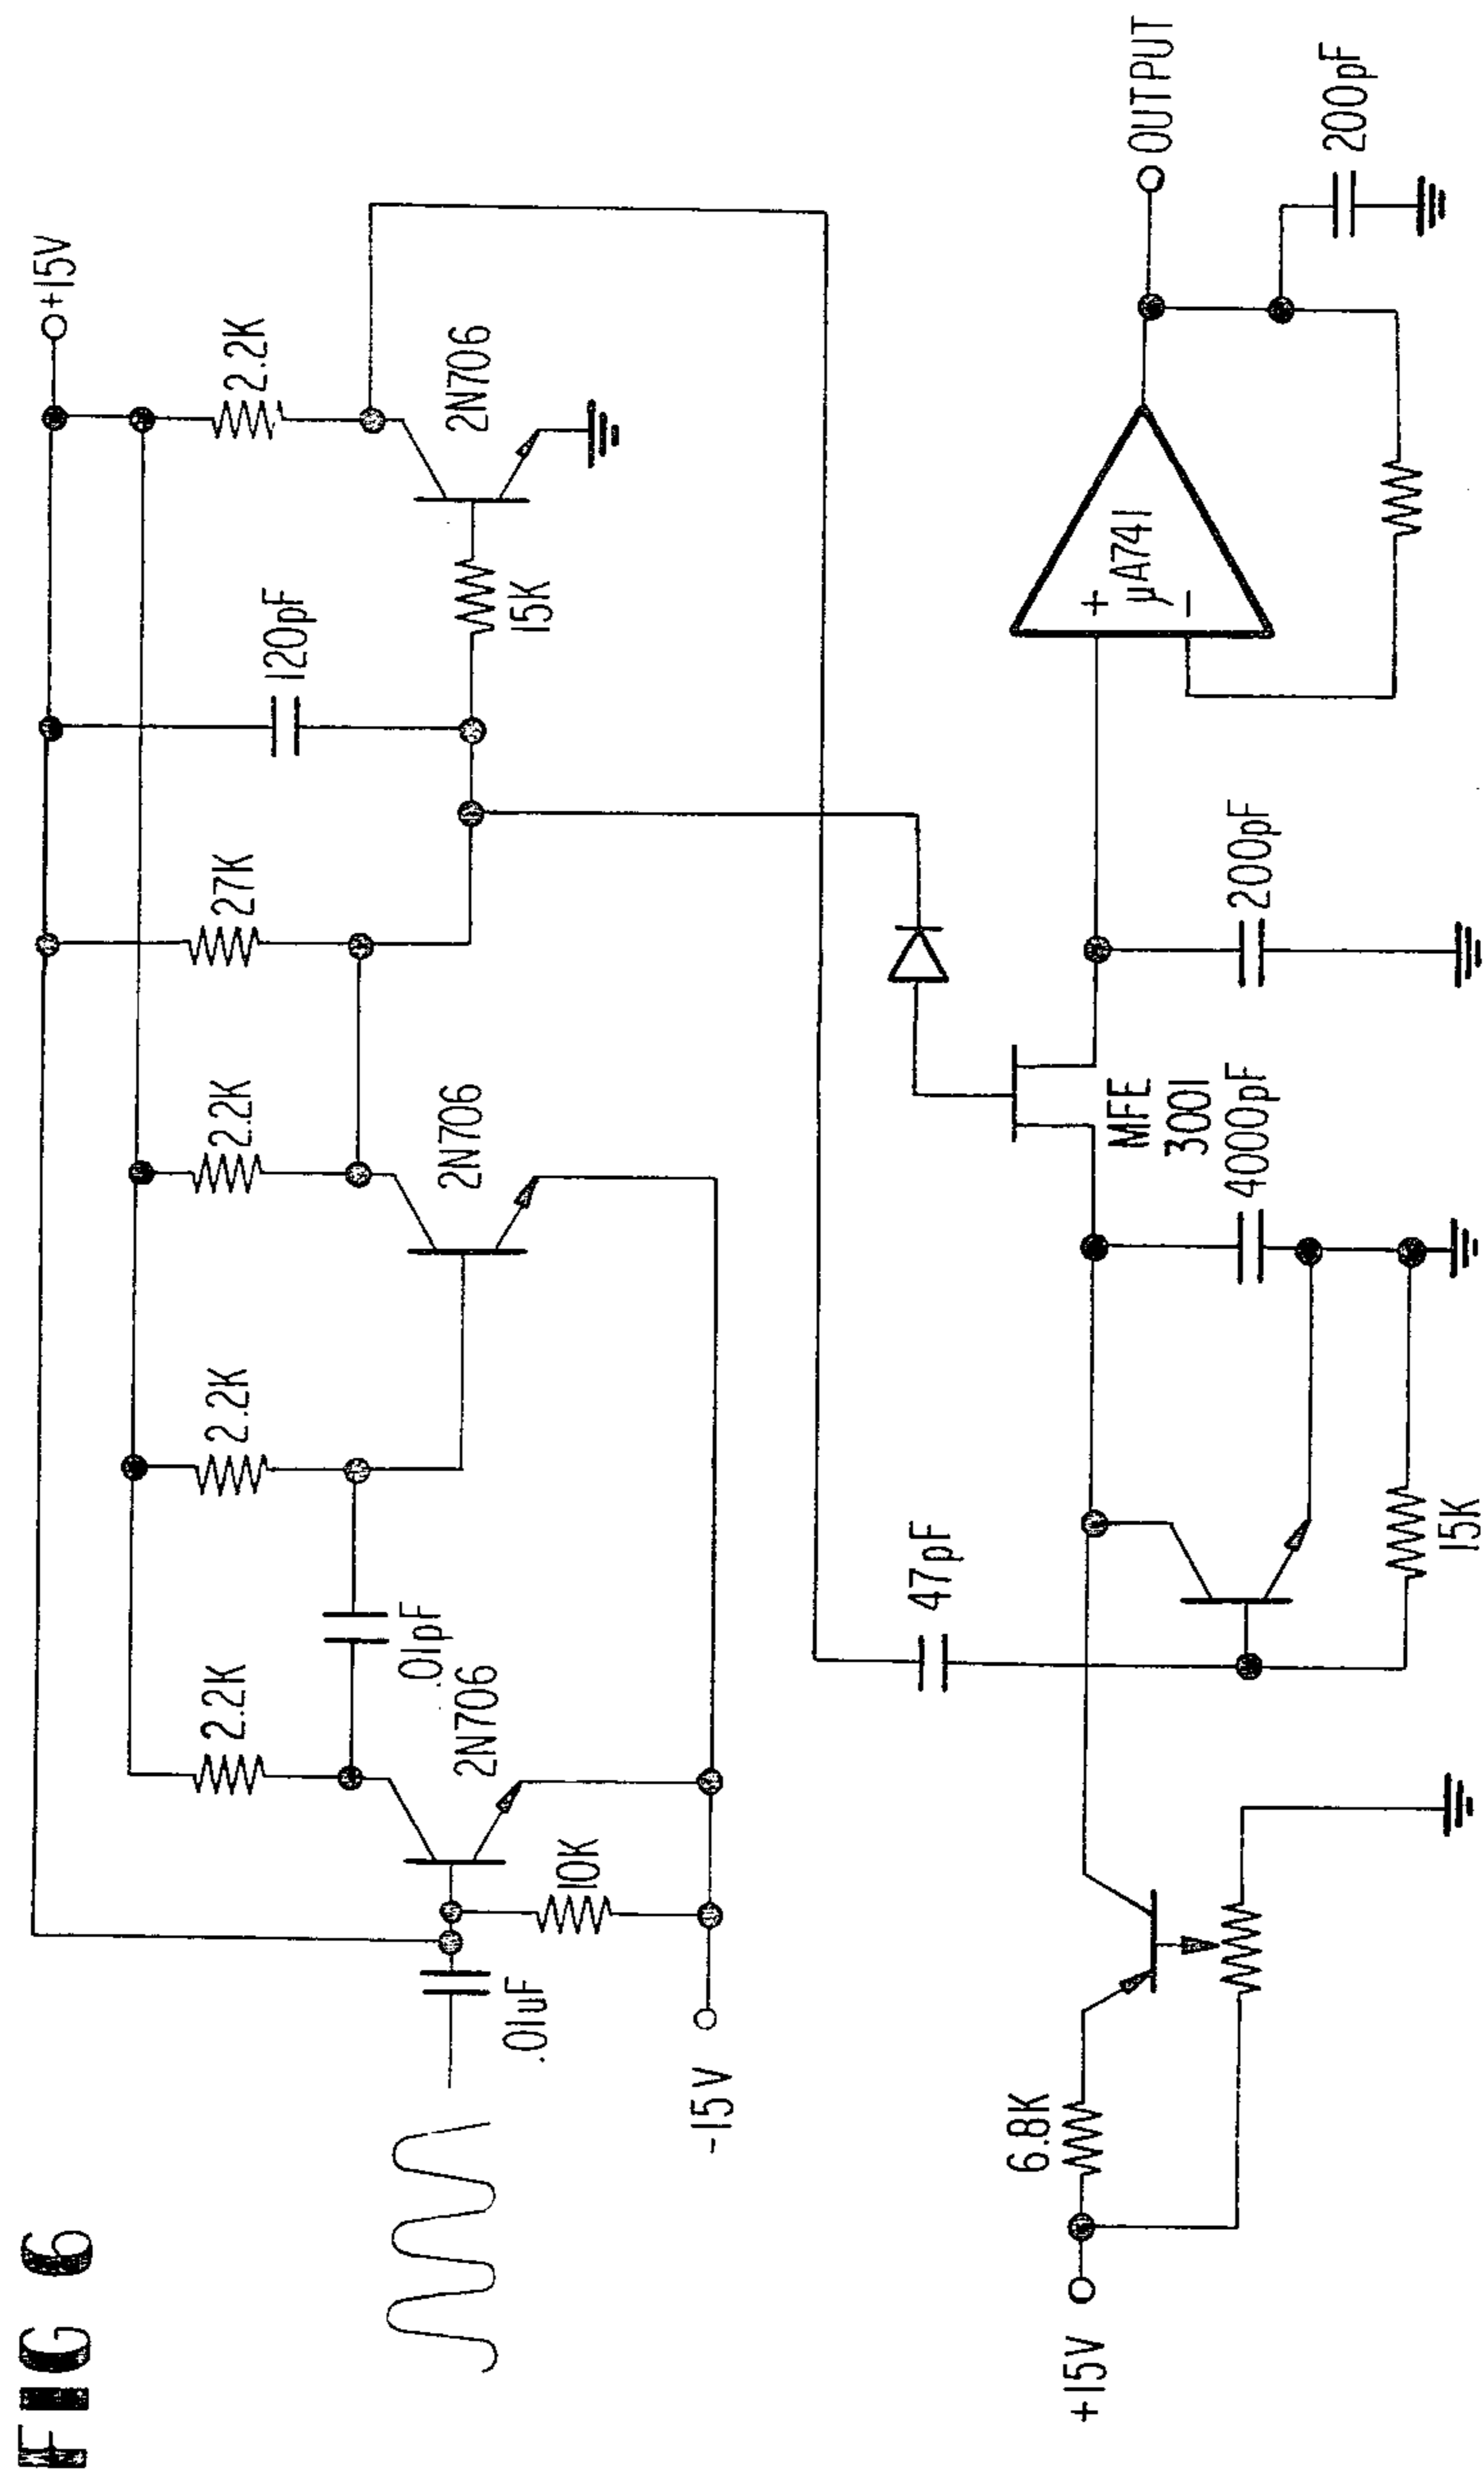 FIG 6
+15V
2.2K
2.2K
2.2K
27K
120pF
2.2K
.01pF
2N706
2N706
2N706
15K
.01uF
10K
-15V
47pF
+15V
6.8K
MFE
3001
4000pF
200pF
+
µA741
-
OUTPUT
200pF
15K